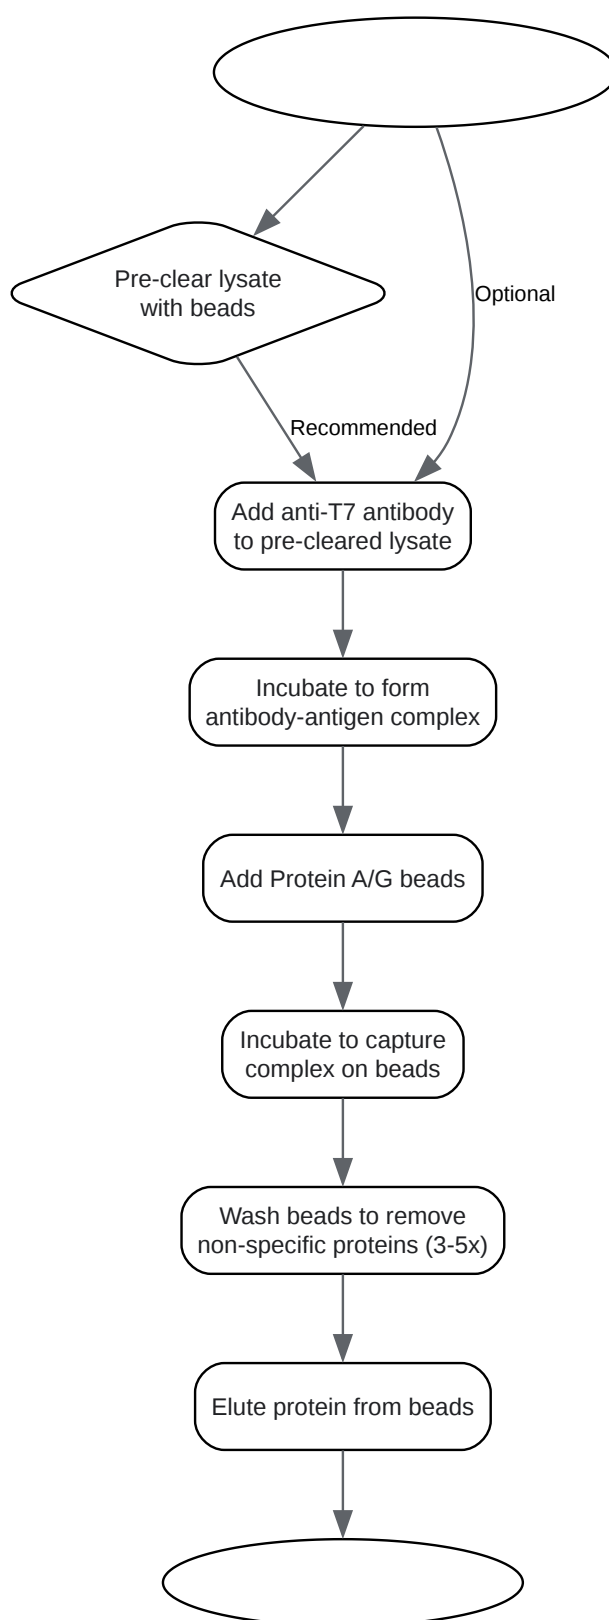 Pre-clear lysate
with beads
Optional
Recommended
Add anti-T7 antibody
to pre-cleared lysate
Incubate to form
antibody-antigen complex
Add Protein A/G beads
Incubate to capture
complex on beads
Wash beads to remove
non-specific proteins (3-5x)
Elute protein from beads